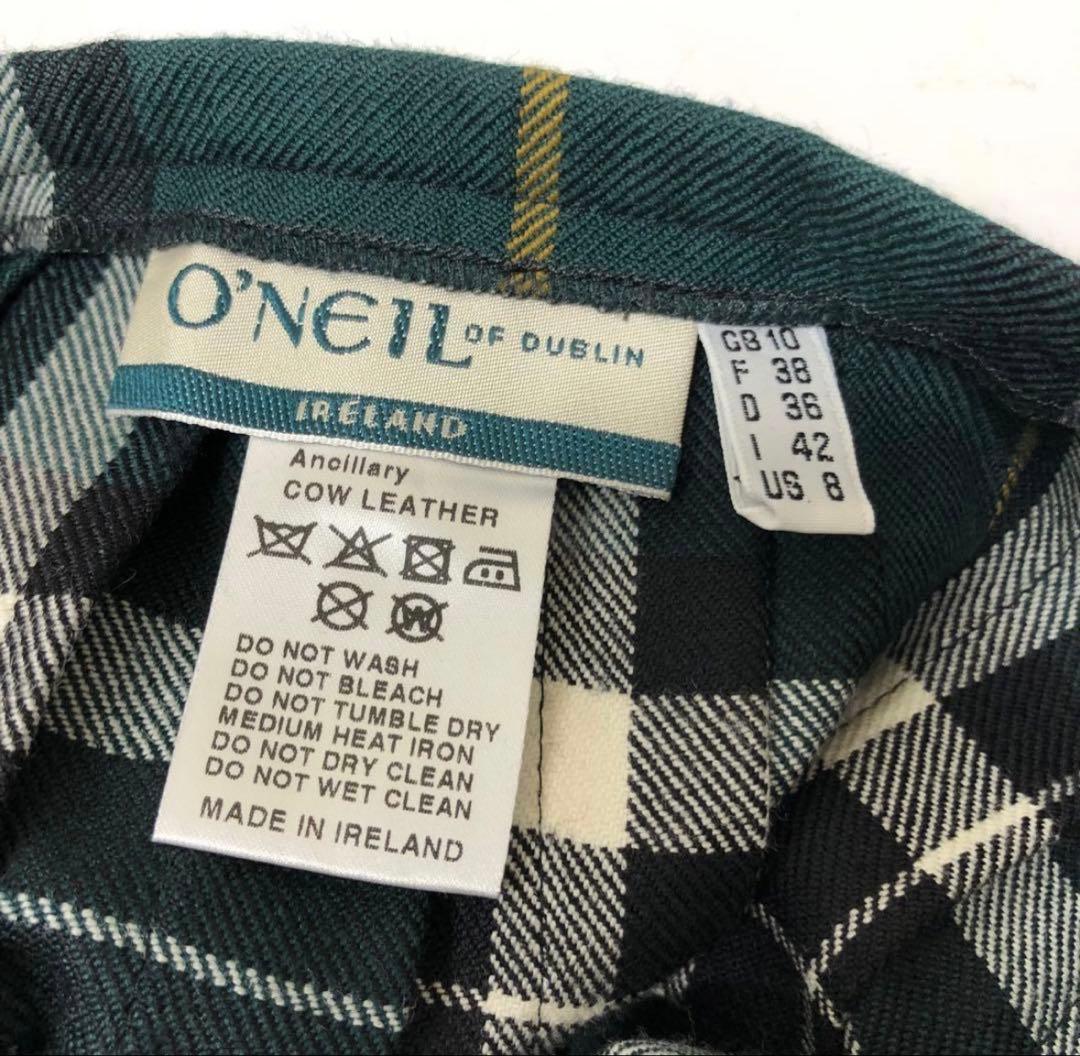 O'NEIL OF DUBLIN
IRELAND
GB 10
F 38
D 36
I 42
US 8
Ancillary
COW LEATHER
W
DO NOT WASH
DO NOT BLEACH
DO NOT TUMBLE DRY
MEDIUM HEAT IRON
DO NOT DRY CLEAN
DO NOT WET CLEAN
MADE IN IRELAND